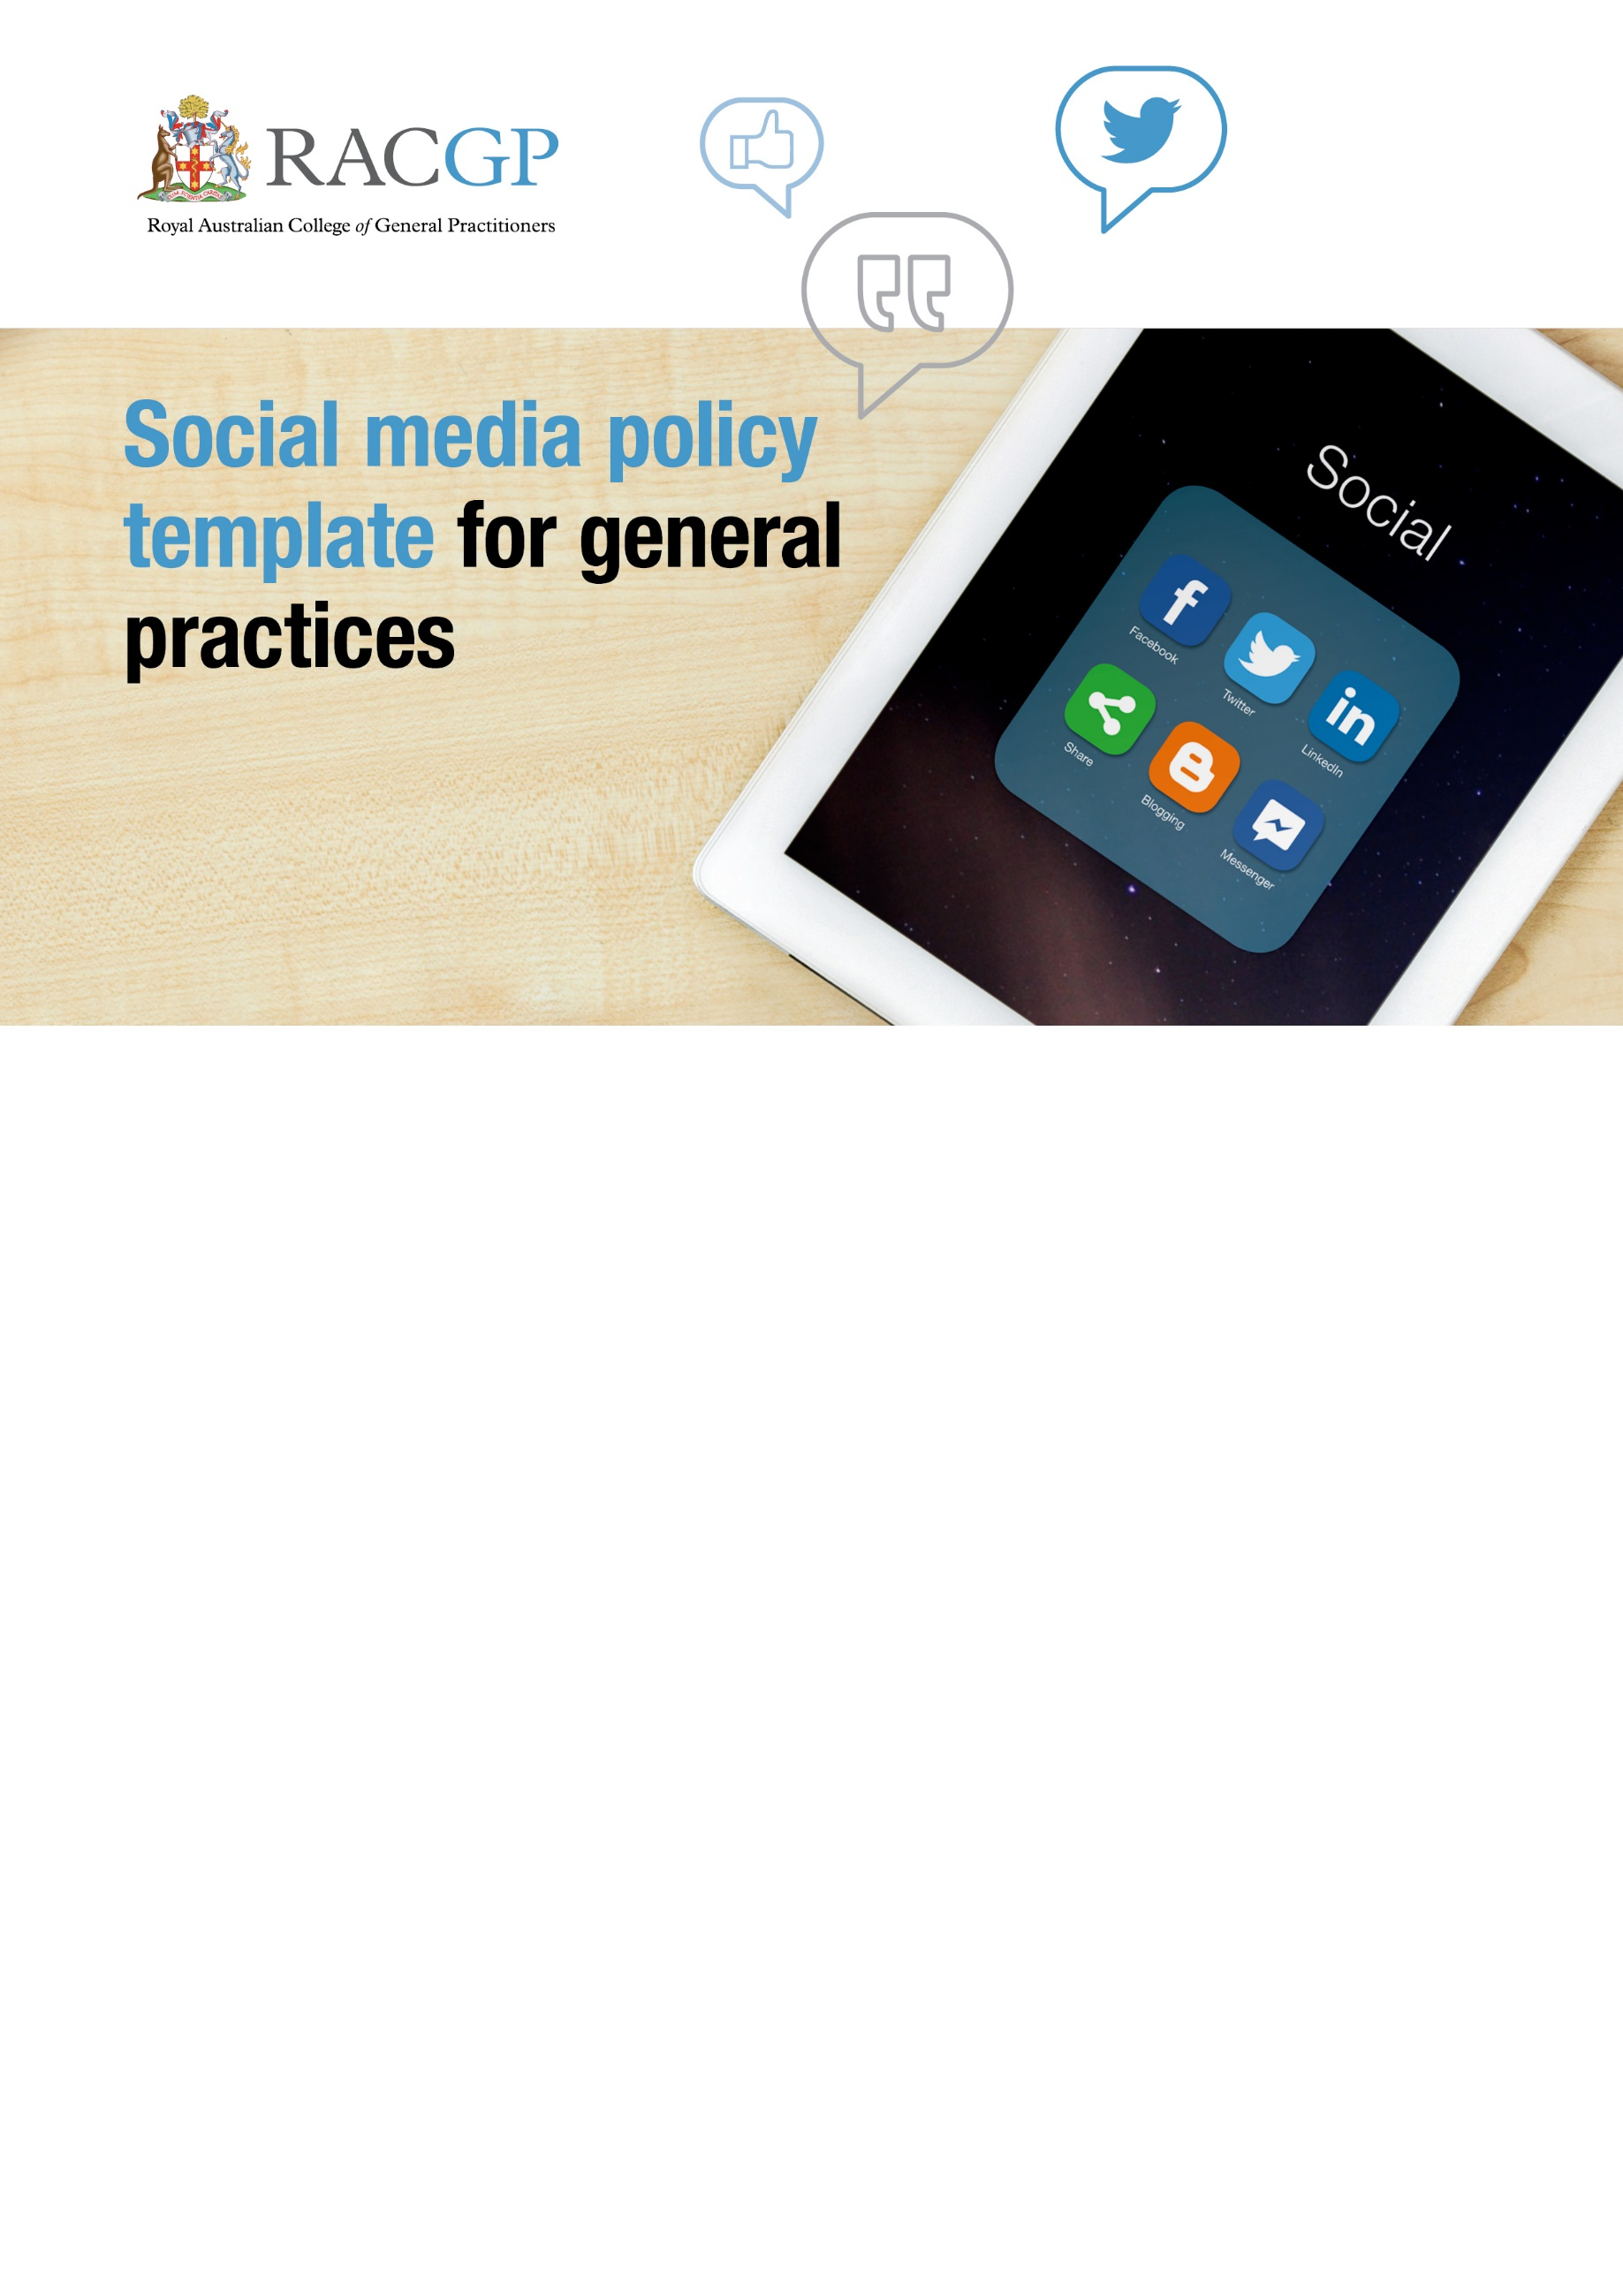 RACGP
Royal Australian College of General Practitioners
Social media policy
template for general
practices
Social
Facebook
Twitter
LinkedIn
Share
Blogging
Messenger